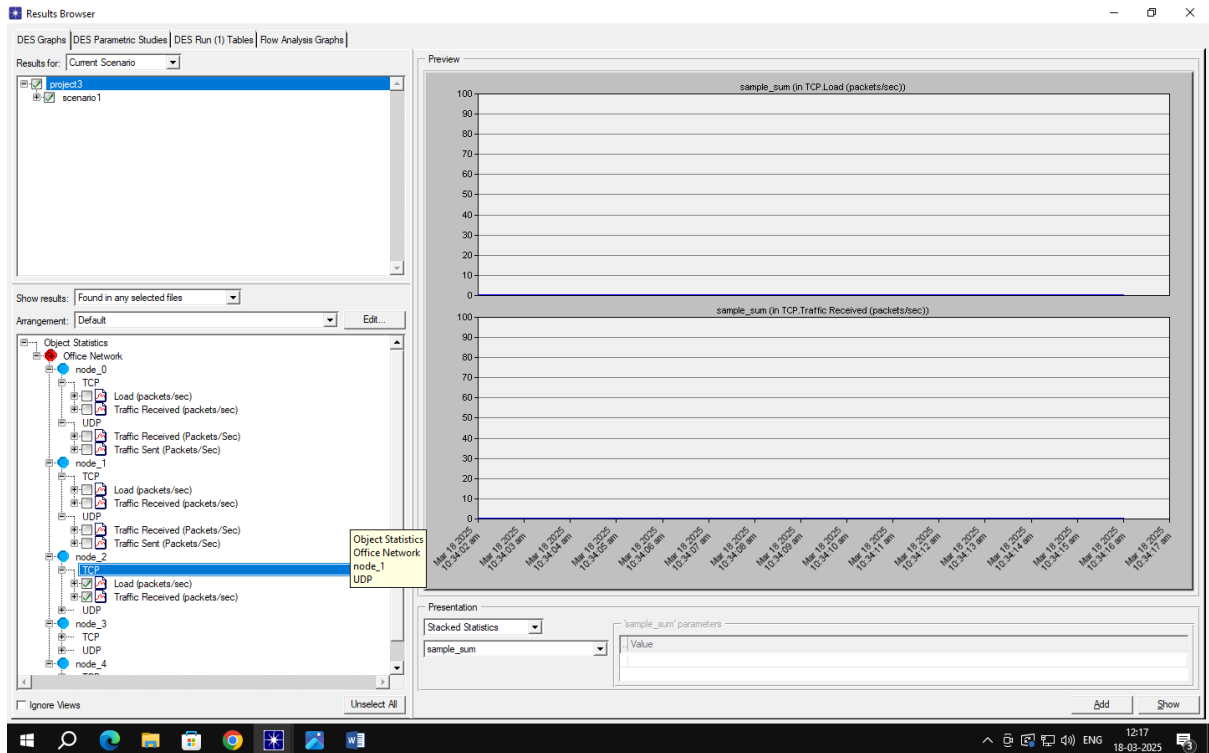 Results Browser
DES Graphs DES Parametric Studies DES Run (1) Tables Flow Analysis Graphs
Results for: Current Scenario
project3
scenario1
Show results: Found in any selected files
Arrangement: Default Edit...
Object Statistics
Office Network
node_0
TCP
Load (packets/sec)
Traffic Received (packets/sec)
UDP
Traffic Received (Packets/Sec)
Traffic Sent (Packets/Sec)
node_1
TCP
Load (packets/sec)
Traffic Received (packets/sec)
UDP
Traffic Received (Packets/Sec)
Traffic Sent (Packets/Sec)
node_2
TCP
Load (packets/sec)
Traffic Received (packets/sec)
UDP
node_3
TCP
UDP
node_4
Object Statistics
Office Network
node_1
UDP
Ignore Views Unselect All
Preview
sample_sum (in TCP.Load (packets/sec))
100
90
80
70
60
50
40
30
20
10
0
sample_sum (in TCP.Traffic Received (packets/sec))
100
90
80
70
60
50
40
30
20
10
0
Mar 18 2025 10:34:02 am
Mar 18 2025 10:34:03 am
Mar 18 2025 10:34:04 am
Mar 18 2025 10:34:05 am
Mar 18 2025 10:34:06 am
Mar 18 2025 10:34:07 am
Mar 18 2025 10:34:08 am
Mar 18 2025 10:34:09 am
Mar 18 2025 10:34:10 am
Mar 18 2025 10:34:11 am
Mar 18 2025 10:34:12 am
Mar 18 2025 10:34:13 am
Mar 18 2025 10:34:14 am
Mar 18 2025 10:34:15 am
Mar 18 2025 10:34:16 am
Mar 18 2025 10:34:17 am
Presentation
Stacked Statistics
sample_sum
'sample_sum' parameters
... Value
Add Show
ENG
12:17
18-03-2025
3